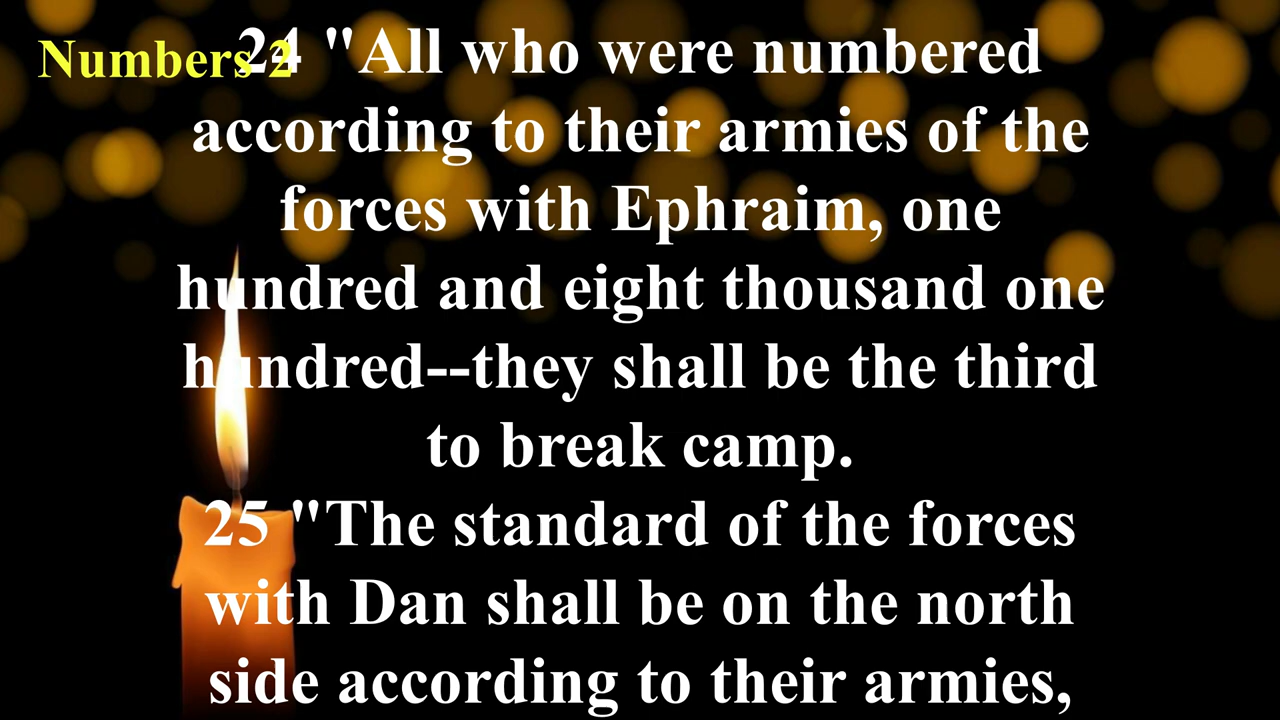 Numbers 2
24 "All who were numbered
according to their armies of the
forces with Ephraim, one
hundred and eight thousand one
hundred--they shall be the third
to break camp.
25 "The standard of the forces
with Dan shall be on the north
side according to their armies,